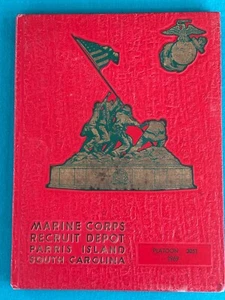 MARINE CORPS
RECRUIT DEPOT
PARRIS ISLAND
SOUTH CAROLINA
PLATOON